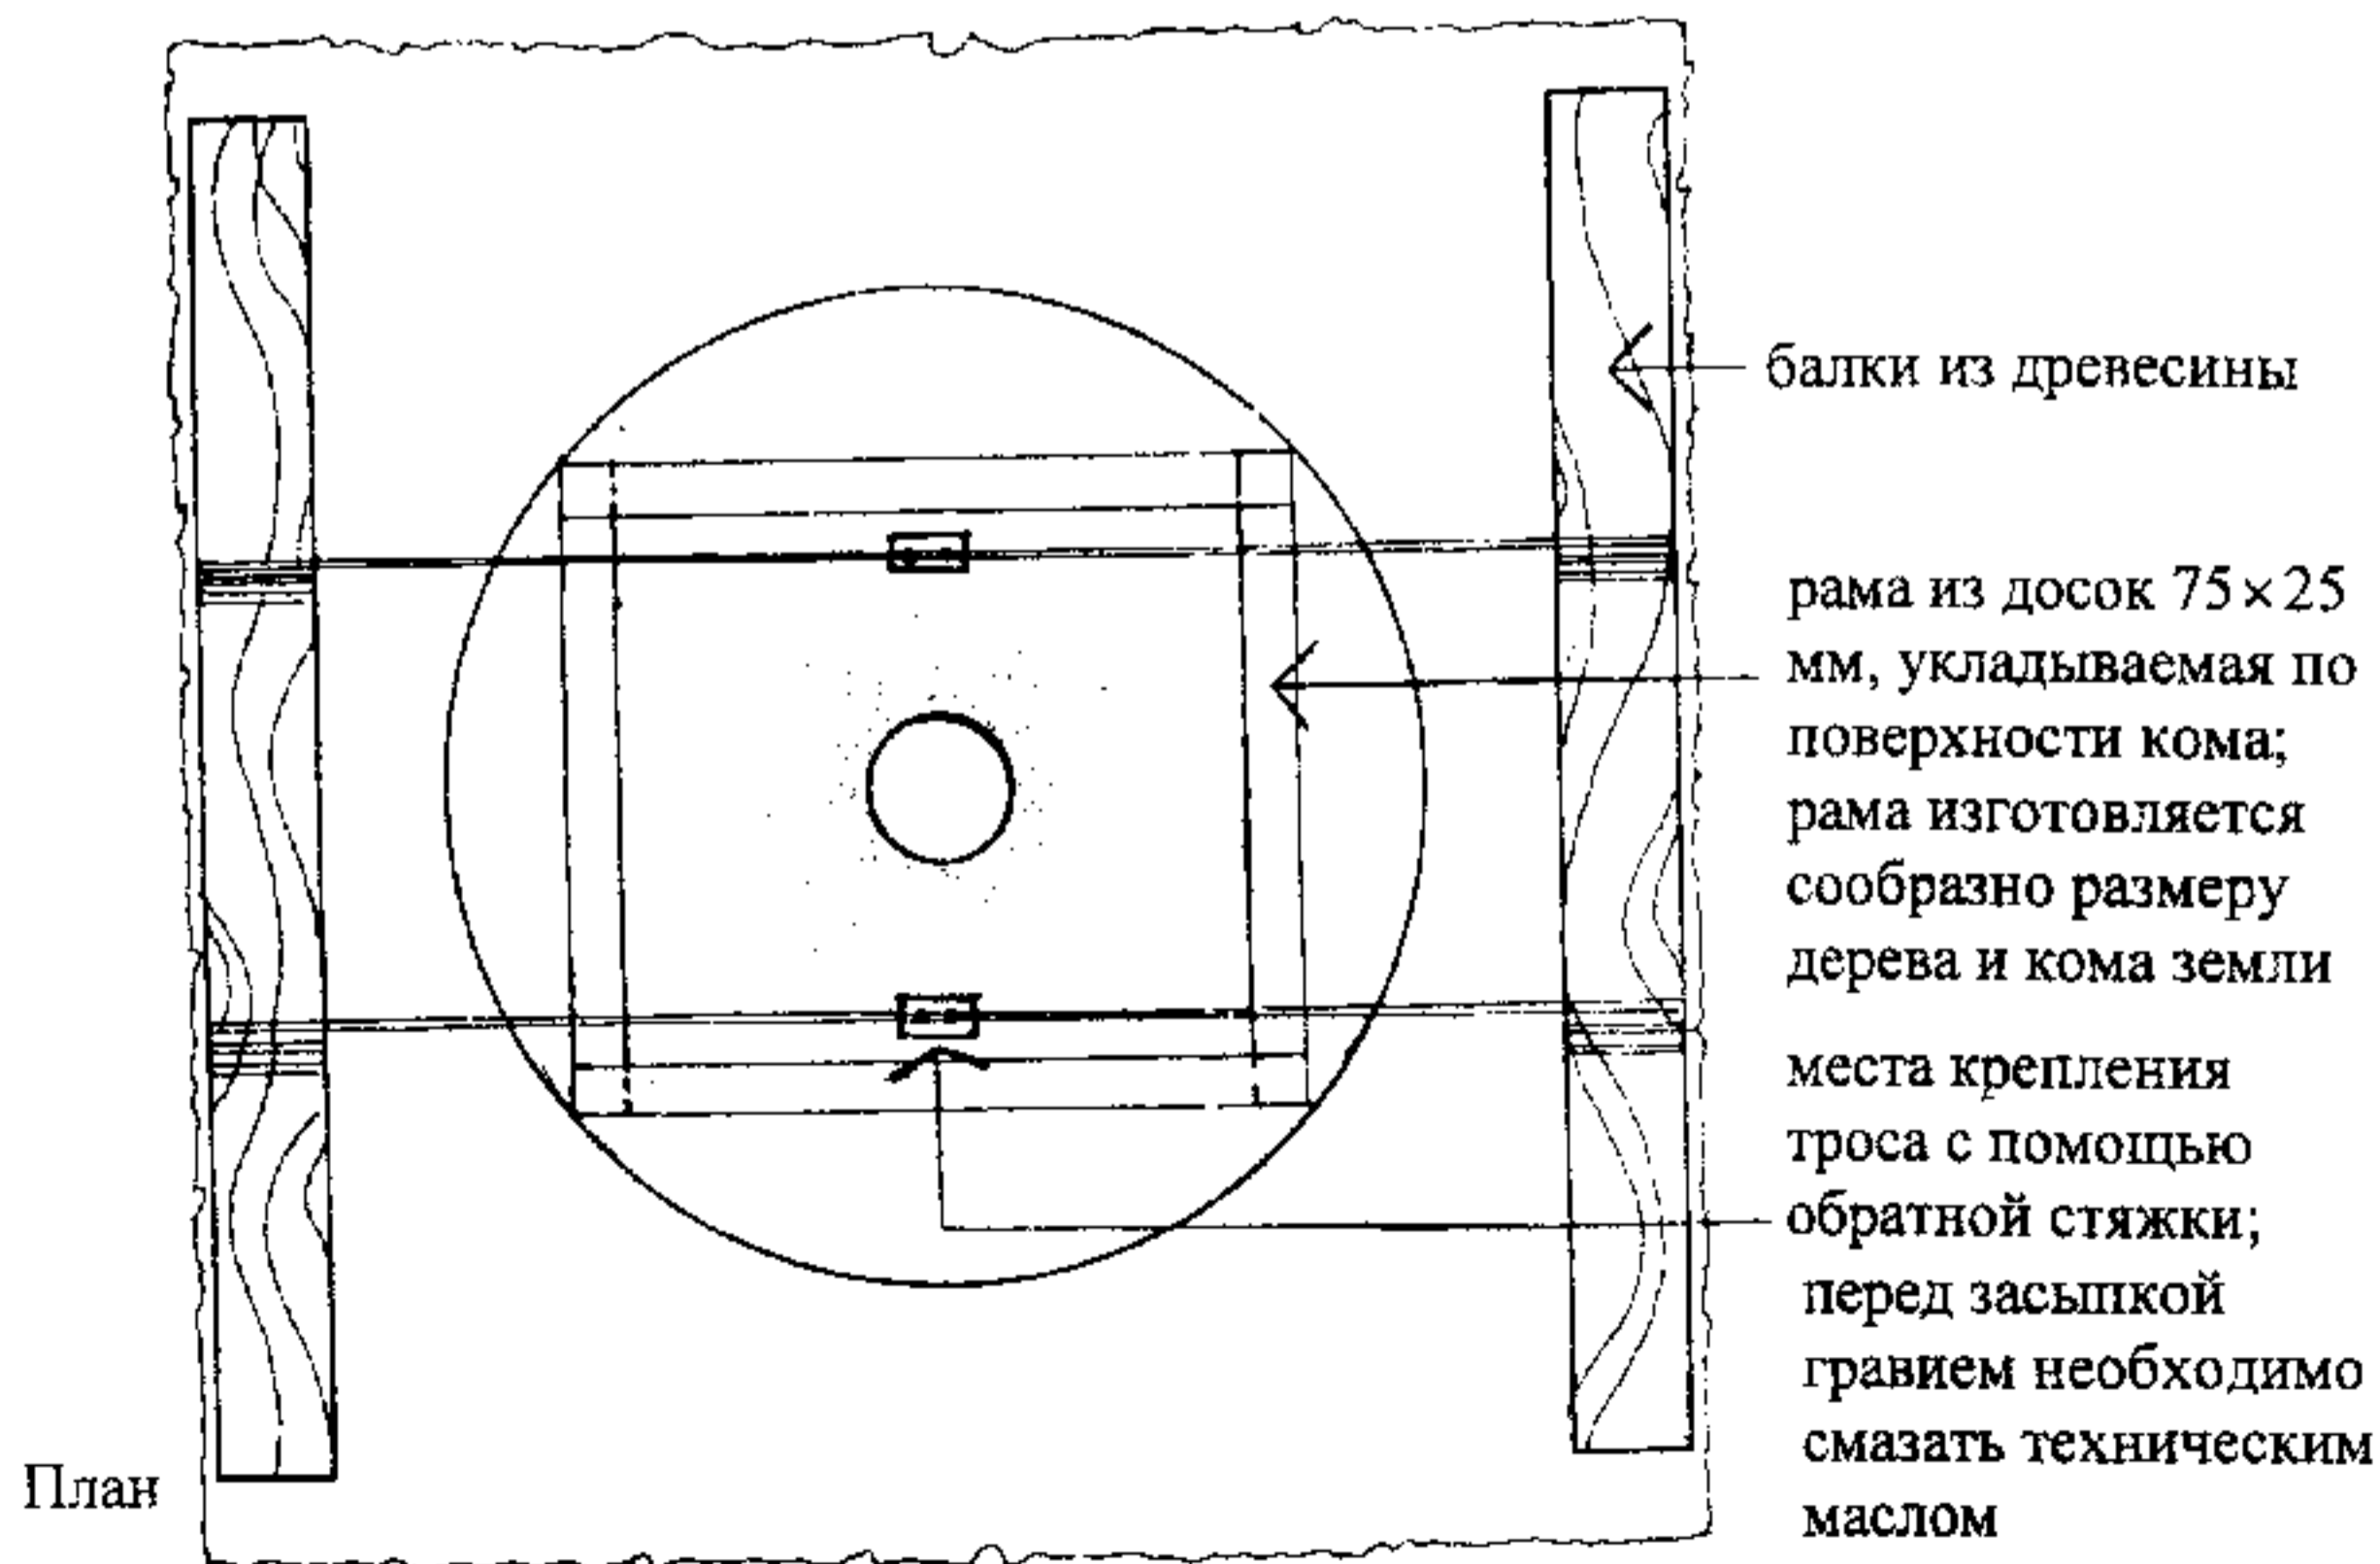 балки из древесины
рама из досок 75×25
мм, укладываемая по
поверхности кома;
рама изготовляется
сообразно размеру
дерева и кома земли
места крепления
троса с помощью
обратной стяжки;
перед засыпкой
гравием необходимо
смазать техническим
маслом
План